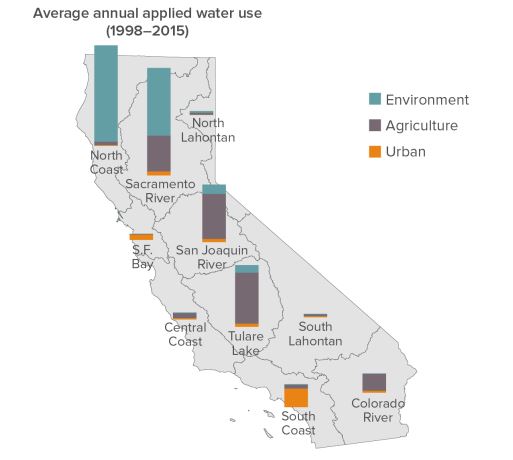 Average annual applied water use
(1998–2015)
Environment
Agriculture
Urban
North
Lahontan
North
Coast
Sacramento
River
S.F.
Bay
San Joaquin
River
Central
Coast
Tulare
Lake
South
Lahontan
South
Coast
Colorado
River